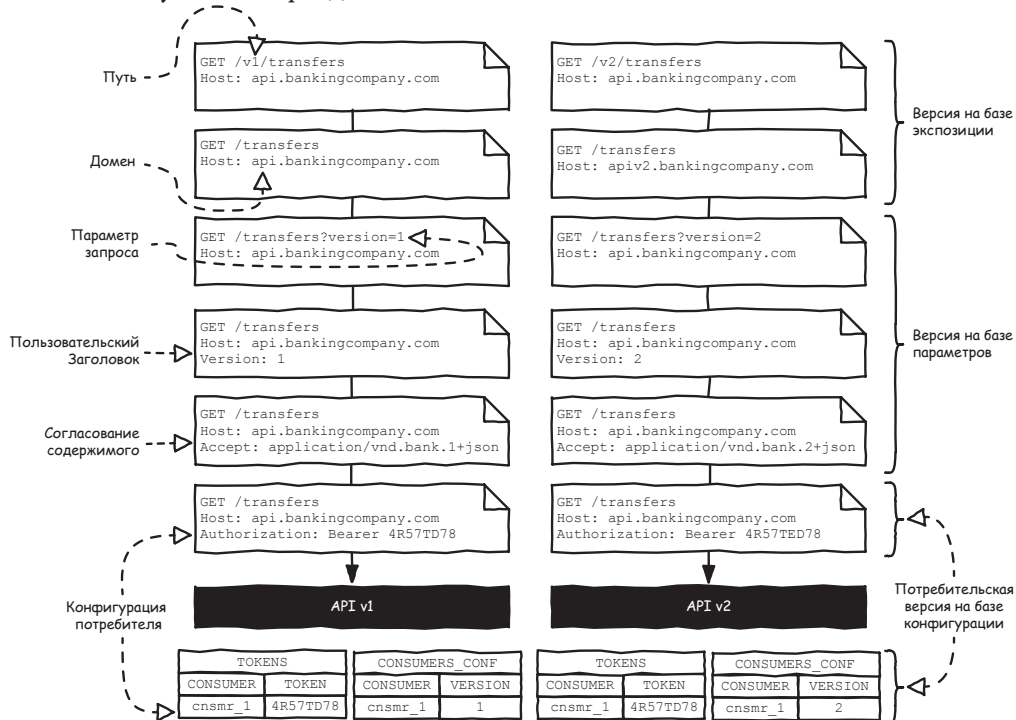 Путь
GET /v1/transfers
Host: api.bankingcompany.com
GET /v2/transfers
Host: api.bankingcompany.com
Версия на базе
экспозиции
Домен
GET /transfers
Host: api.bankingcompany.com
GET /transfers
Host: apiv2.bankingcompany.com
Параметр
запроса
GET /transfers?version=1
Host: api.bankingcompany.com
GET /transfers?version=2
Host: api.bankingcompany.com
Пользовательский
Заголовок
GET /transfers
Host: api.bankingcompany.com
Version: 1
GET /transfers
Host: api.bankingcompany.com
Version: 2
Версия на базе
параметров
Согласование
содержимого
GET /transfers
Host: api.bankingcompany.com
Accept: application/vnd.bank.1+json
GET /transfers
Host: api.bankingcompany.com
Accept: application/vnd.bank.2+json
GET /transfers
Host: api.bankingcompany.com
Authorization: Bearer 4R57TD78
GET /transfers
Host: api.bankingcompany.com
Authorization: Bearer 4R57TED78
Конфигурация
потребителя
API v1
API v2
Потребительская
версия на базе
конфигурации
TOKENS
CONSUMER TOKEN
cnsmr_1 4R57TD78
CONSUMERS_CONF
CONSUMER VERSION
cnsmr_1 1
TOKENS
CONSUMER TOKEN
cnsmr_1 4R57TD78
CONSUMERS_CONF
CONSUMER VERSION
cnsmr_1 2